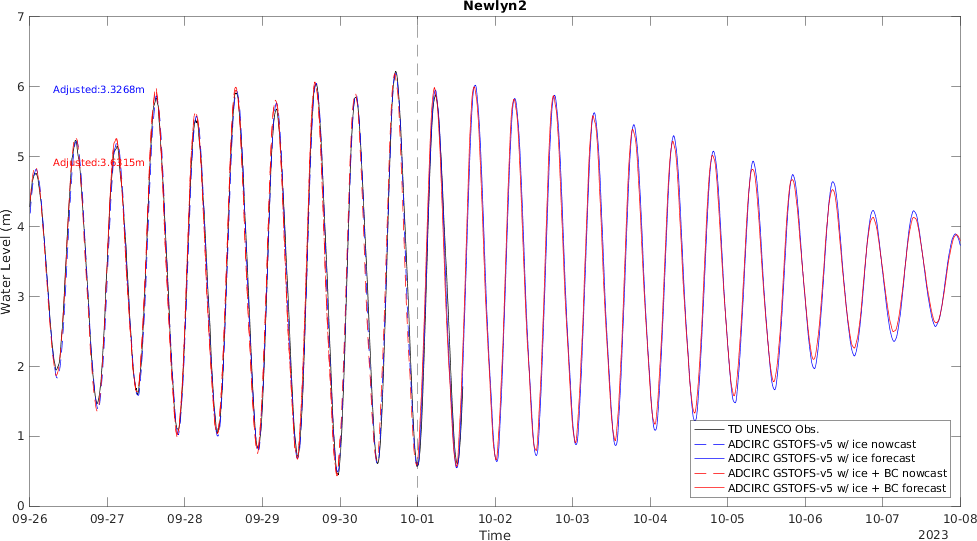 Newlyn2
7
6
5
4
3
2
1
0
Water Level (m)
Adjusted:3.3268m
Adjusted:3.6315m
TD UNESCO Obs.
ADCIRC GSTOFS-v5 w/ ice nowcast
ADCIRC GSTOFS-v5 w/ ice forecast
ADCIRC GSTOFS-v5 w/ ice + BC nowcast
ADCIRC GSTOFS-v5 w/ ice + BC forecast
09-26 09-27 09-28 09-29 09-30 10-01 10-02 10-03 10-04 10-05 10-06 10-07 10-08
Time
2023